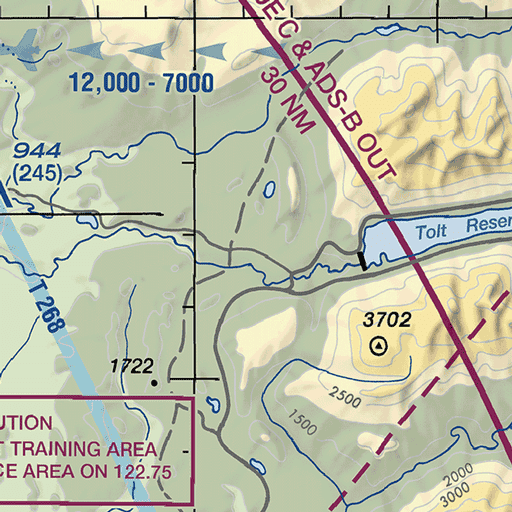 EC & ADS-B OUT
30 NM
12,000 - 7000
944
(245)
Tolt
T 268
3702
1722
2500
1500
UTION
TRAINING AREA
CE AREA ON 122.75
2000
3000